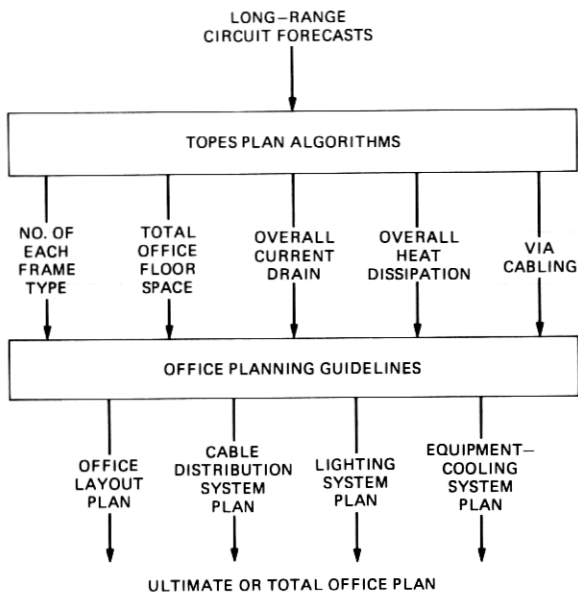 LONG–RANGE
CIRCUIT FORECASTS
TOPES PLAN ALGORITHMS
NO. OF
EACH
FRAME
TYPE
TOTAL
OFFICE
FLOOR
SPACE
OVERALL
CURRENT
DRAIN
OVERALL
HEAT
DISSIPATION
VIA
CABLING
OFFICE PLANNING GUIDELINES
OFFICE
LAYOUT
PLAN
CABLE
DISTRIBUTION
SYSTEM
PLAN
LIGHTING
SYSTEM
PLAN
EQUIPMENT–
COOLING
SYSTEM
PLAN
ULTIMATE OR TOTAL OFFICE PLAN